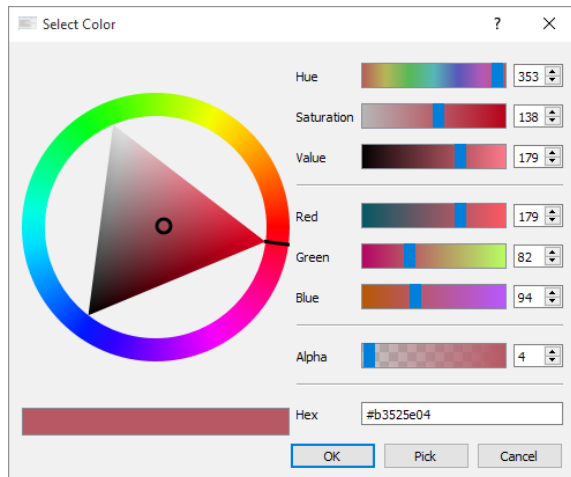 Select Color
?
Hue 353
Saturation 138
Value 179
Red 179
Green 82
Blue 94
Alpha 4
Hex #b3525e04
OK Pick Cancel